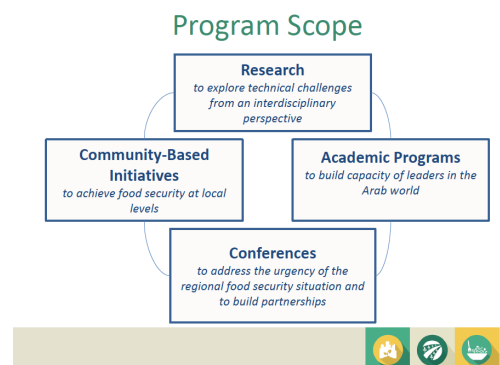 Program Scope
Research
to explore technical challenges
from an interdisciplinary
perspective
Community-Based
Initiatives
to achieve food security at local
levels
Academic Programs
to build capacity of leaders in the
Arab world
Conferences
to address the urgency of the
regional food security situation and
to build partnerships